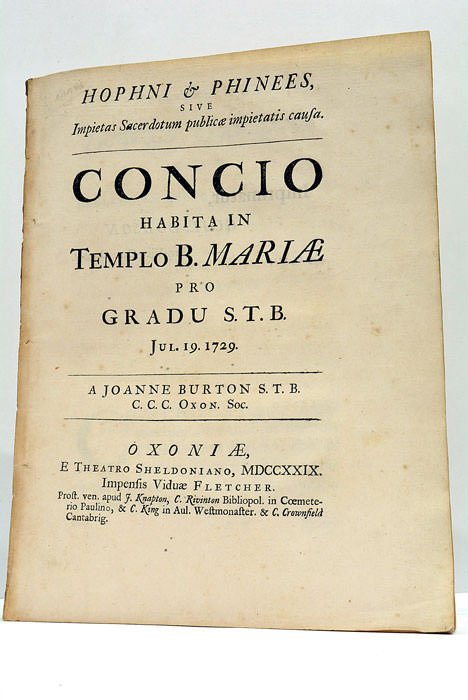 HOPHNI & PHINEES,
SIVE
Impietas Sacerdotum publicæ impietatis cauſa.
CONCIO
HABITA IN
TEMPLO B. MARIÆ
PRO
GRADU S. T. B.
JUL. 19. 1729.
A JOANNE BURTON S. T. B.
C. C. C. OXON. Soc.
OXONIÆ,
E THEATRO SHELDONIANO, MDCCXXIX.
Impenſis Viduæ FLETCHER.
Proſt. ven. apud J. Knapton, C. Rivinton Bibliopol. in Cœmete-
rio Paulino, & C. King in Aul. Weſtmonaſter. & C. Crownfield
Cantabrig.